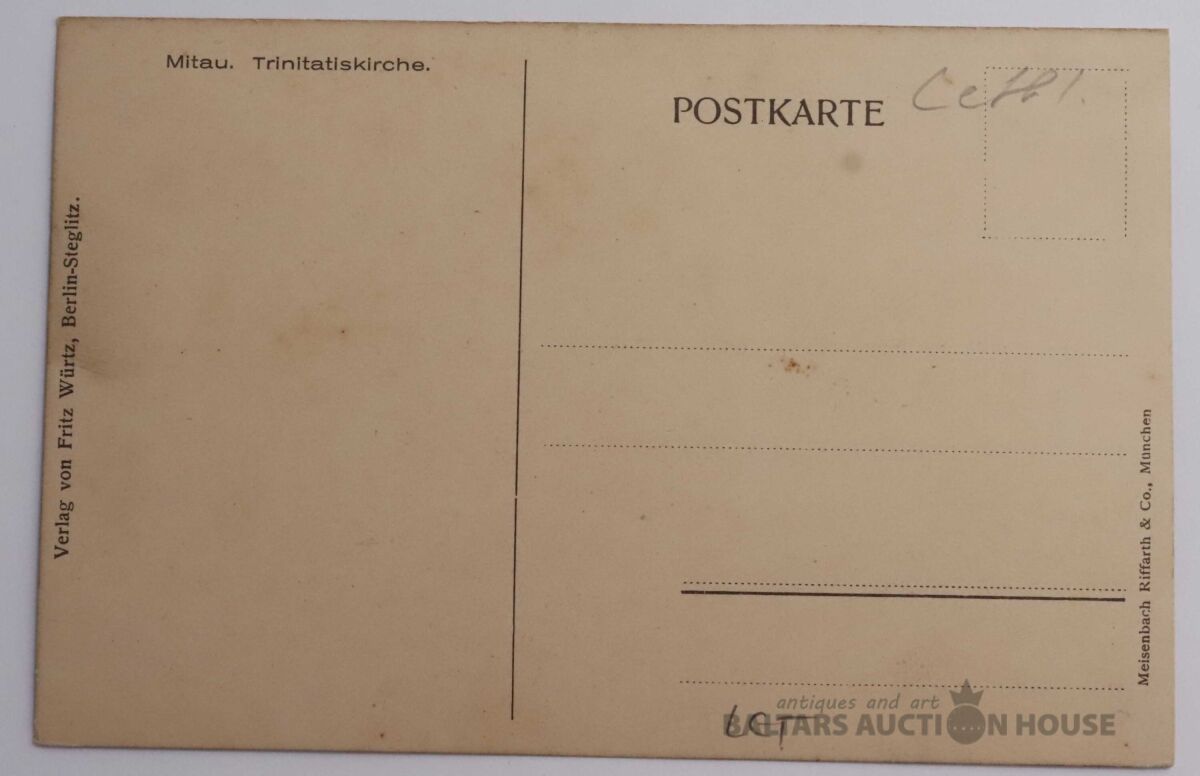 Mitau. Trinitatiskirche.
POSTKARTE
Verlag von Fritz Würtz, Berlin-Steglitz.
Meisenbach Riffarth & Co., München
antiques and art
BALTARS AUCTION HOUSE